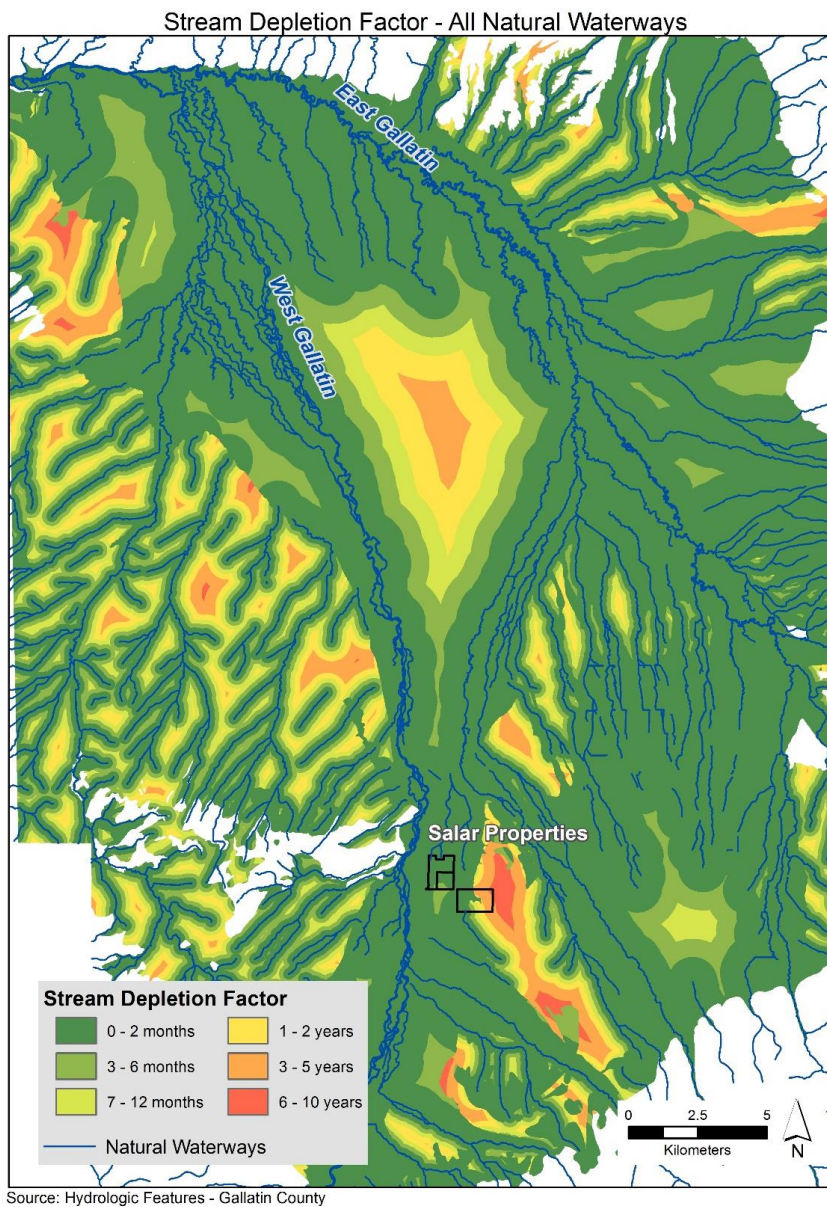 Stream Depletion Factor - All Natural Waterways
East Gallatin
West Gallatin
Salar Properties
Stream Depletion Factor
0 - 2 months
1 - 2 years
3 - 6 months
3 - 5 years
7 - 12 months
6 - 10 years
Natural Waterways
0 2.5 5
Kilometers
N
Source: Hydrologic Features - Gallatin County